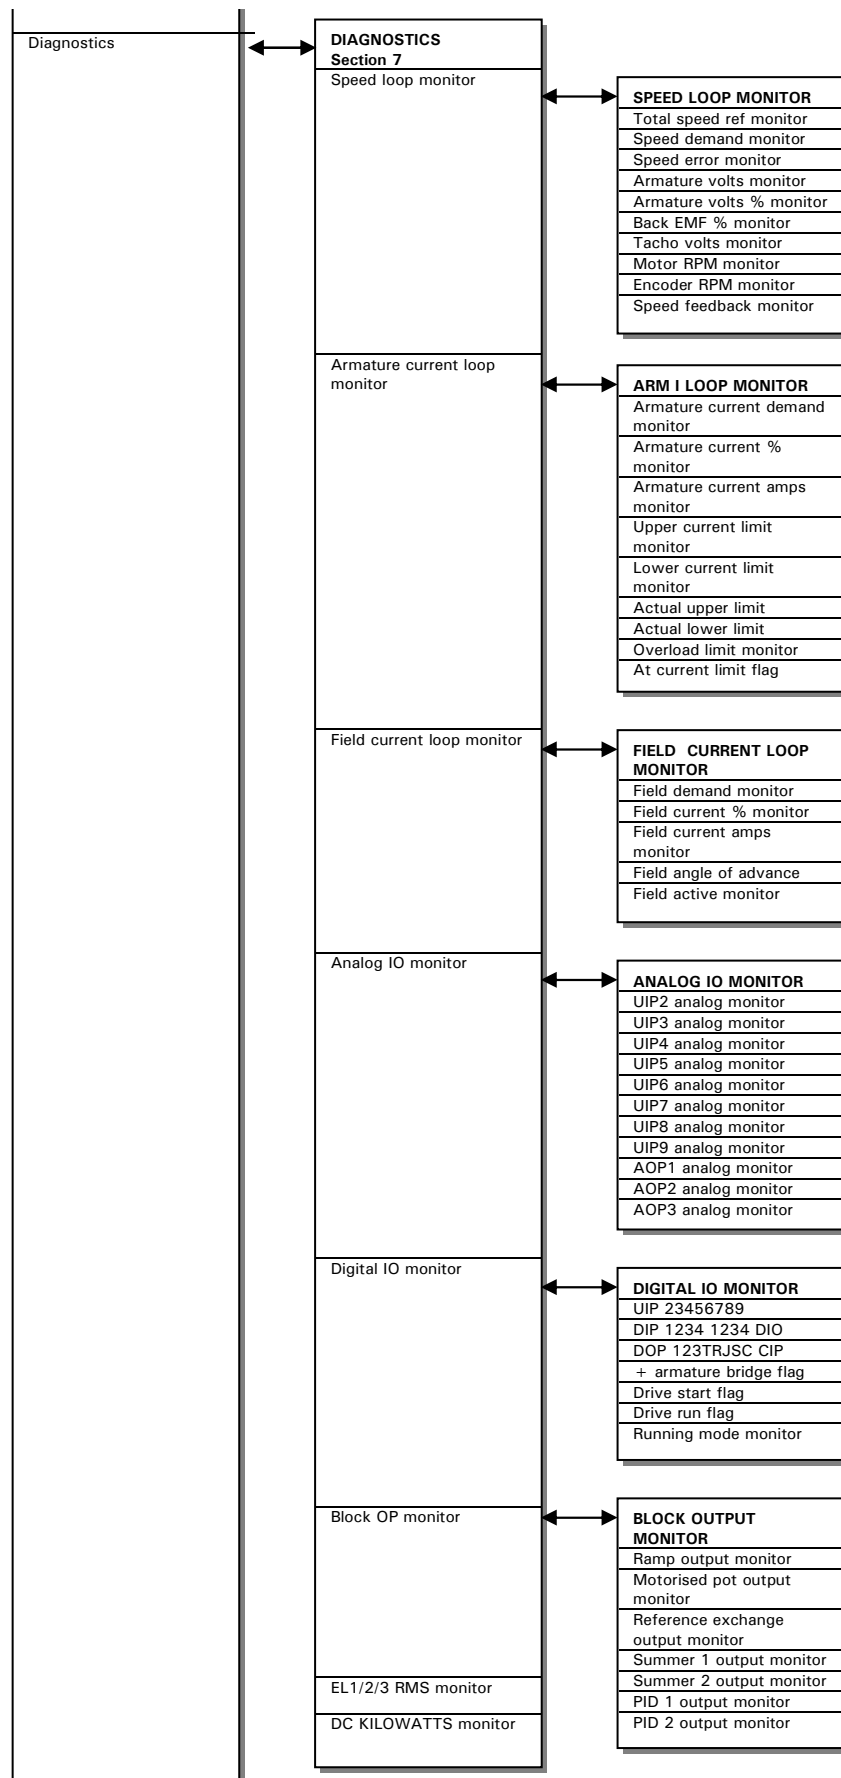 Diagnostics
DIAGNOSTICS
Section 7
Speed loop monitor
SPEED LOOP MONITOR
Total speed ref monitor
Speed demand monitor
Speed error monitor
Armature volts monitor
Armature volts % monitor
Back EMF % monitor
Tacho volts monitor
Motor RPM monitor
Encoder RPM monitor
Speed feedback monitor
Armature current loop
monitor
ARM I LOOP MONITOR
Armature current demand
monitor
Armature current %
monitor
Armature current amps
monitor
Upper current limit
monitor
Lower current limit
monitor
Actual upper limit
Actual lower limit
Overload limit monitor
At current limit flag
Field current loop monitor
FIELD CURRENT LOOP
MONITOR
Field demand monitor
Field current % monitor
Field current amps
monitor
Field angle of advance
Field active monitor
Analog IO monitor
ANALOG IO MONITOR
UIP2 analog monitor
UIP3 analog monitor
UIP4 analog monitor
UIP5 analog monitor
UIP6 analog monitor
UIP7 analog monitor
UIP8 analog monitor
UIP9 analog monitor
AOP1 analog monitor
AOP2 analog monitor
AOP3 analog monitor
Digital IO monitor
DIGITAL IO MONITOR
UIP 23456789
DIP 1234 1234 DIO
DOP 123TRJSC CIP
+ armature bridge flag
Drive start flag
Drive run flag
Running mode monitor
Block OP monitor
BLOCK OUTPUT
MONITOR
Ramp output monitor
Motorised pot output
monitor
Reference exchange
output monitor
Summer 1 output monitor
Summer 2 output monitor
PID 1 output monitor
PID 2 output monitor
EL1/2/3 RMS monitor
DC KILOWATTS monitor